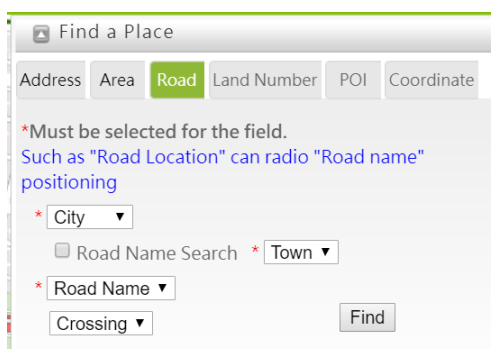 Find a Place
Address Area Road Land Number POI Coordinate
*Must be selected for the field.
Such as "Road Location" can radio "Road name"
positioning
* City
Road Name Search * Town
* Road Name
Crossing Find